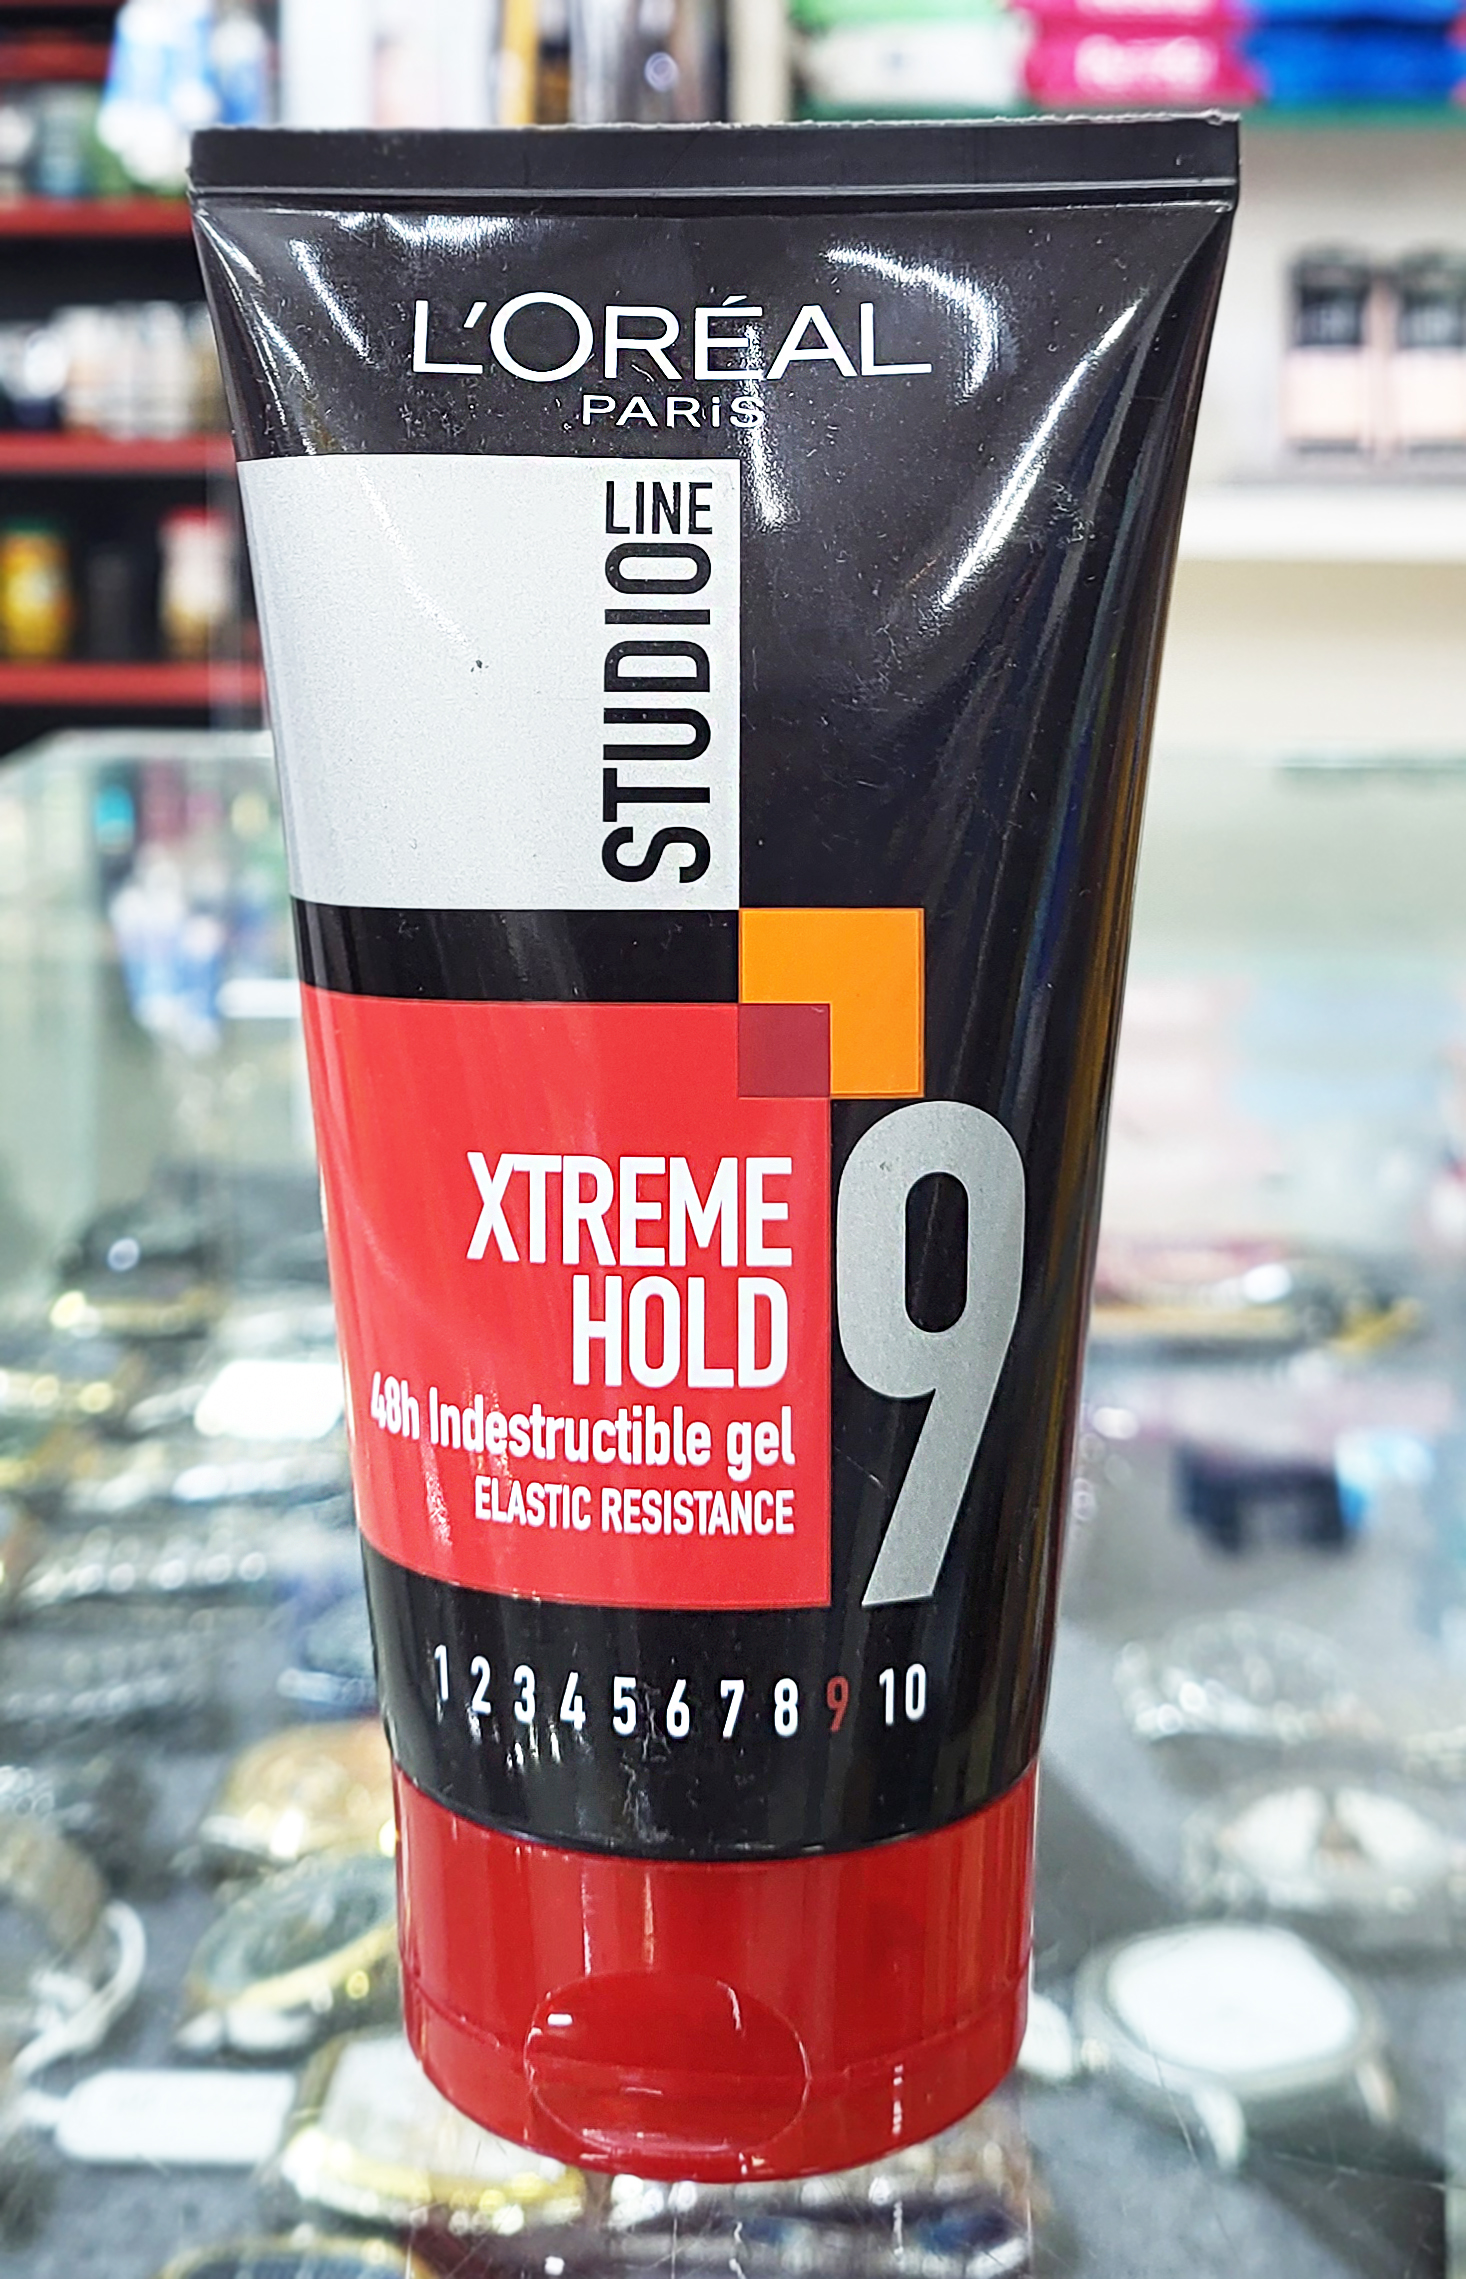 L'ORÉAL
PARiS
STUDIO LINE
XTREME
HOLD
9
48h Indestructible gel
ELASTIC RESISTANCE
1 2 3 4 5 6 7 8 9 10